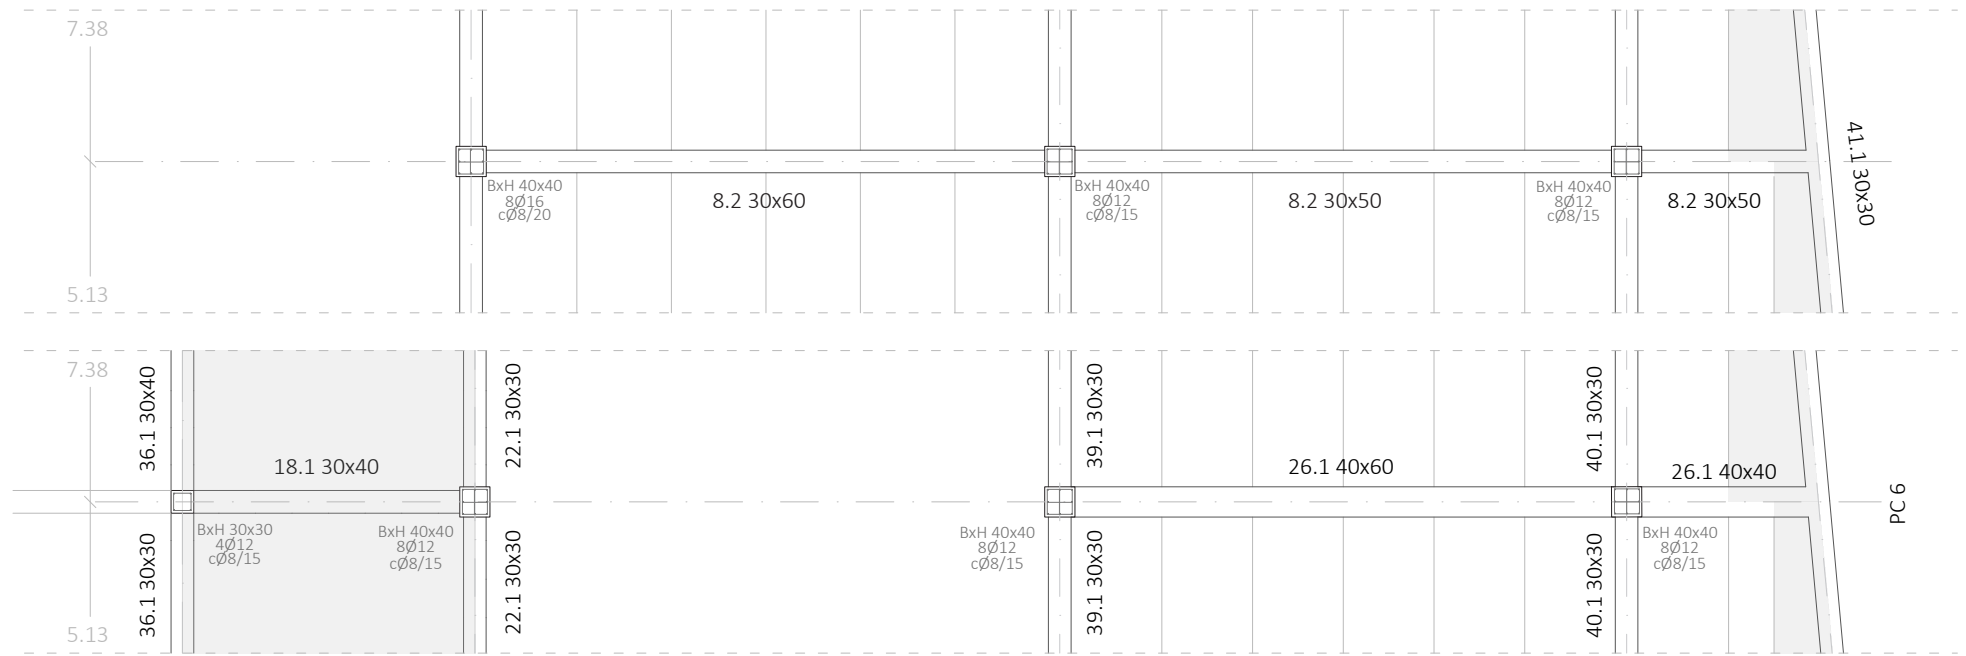 7.38
41.1 30x30
BxH 40x40
8Ø16
cØ8/20
8.2 30x60
BxH 40x40
8Ø12
cØ8/15
8.2 30x50
BxH 40x40
8Ø12
cØ8/15
8.2 30x50
5.13
7.38
36.1 30x40
22.1 30x30
39.1 30x30
40.1 30x30
18.1 30x40
26.1 40x60
26.1 40x40
PC 6
BxH 30x30
4Ø12
cØ8/15
BxH 40x40
8Ø12
cØ8/15
BxH 40x40
8Ø12
cØ8/15
BxH 40x40
8Ø12
cØ8/15
36.1 30x30
22.1 30x30
39.1 30x30
40.1 30x30
5.13